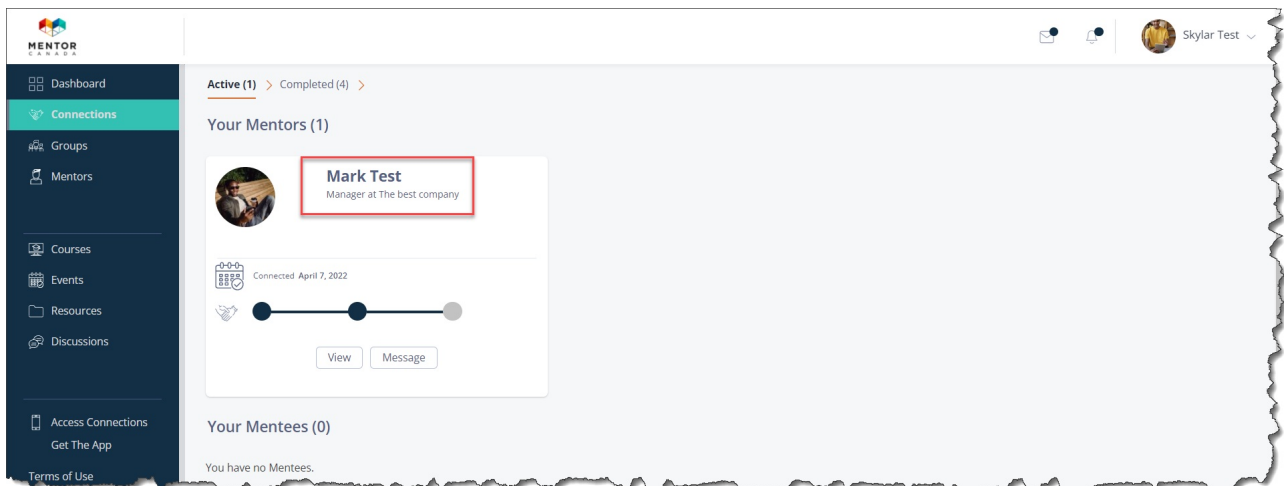 MENTOR
CANADA
Skylar Test
Dashboard
Connections
Groups
Mentors
Courses
Events
Resources
Discussions
Access Connections
Get The App
Terms of Use
Active (1) > Completed (4) >
Your Mentors (1)
Mark Test
Manager at The best company
Connected April 7, 2022
View Message
Your Mentees (0)
You have no Mentees.